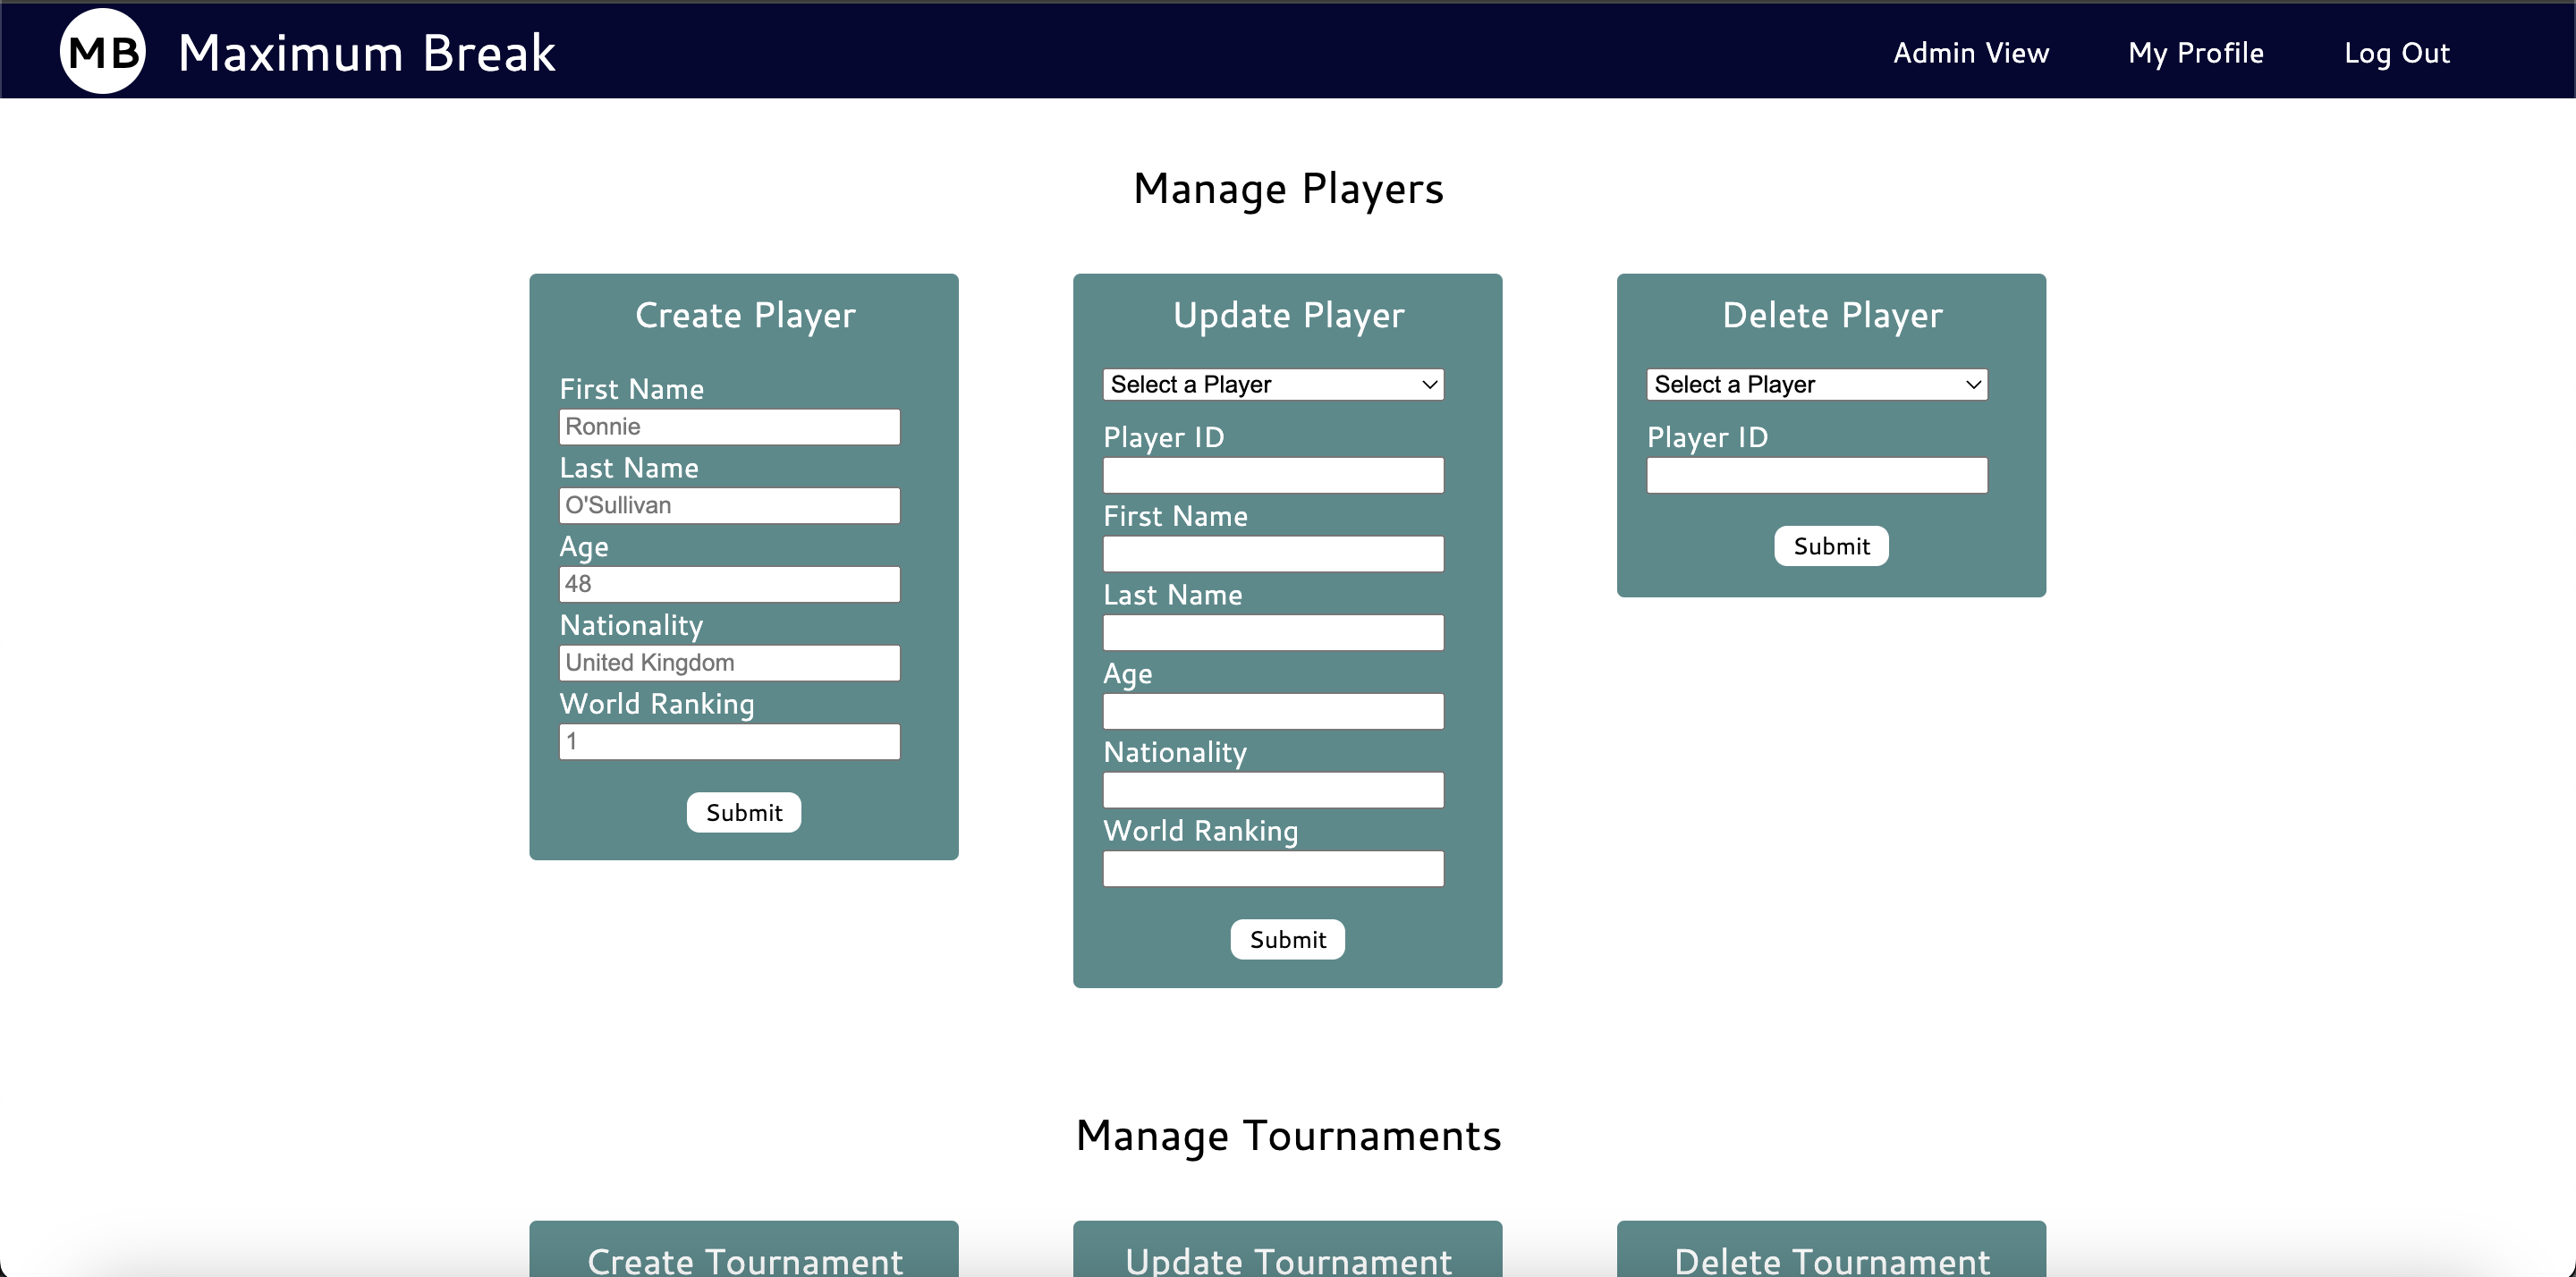 MB Maximum Break
Admin View
My Profile
Log Out
Manage Players
Create Player
First Name
Ronnie
Last Name
O'Sullivan
Age
48
Nationality
United Kingdom
World Ranking
1
Submit
Update Player
Select a Player
Player ID
First Name
Last Name
Age
Nationality
World Ranking
Submit
Delete Player
Select a Player
Player ID
Submit
Manage Tournaments
Create Tournament
Update Tournament
Delete Tournament